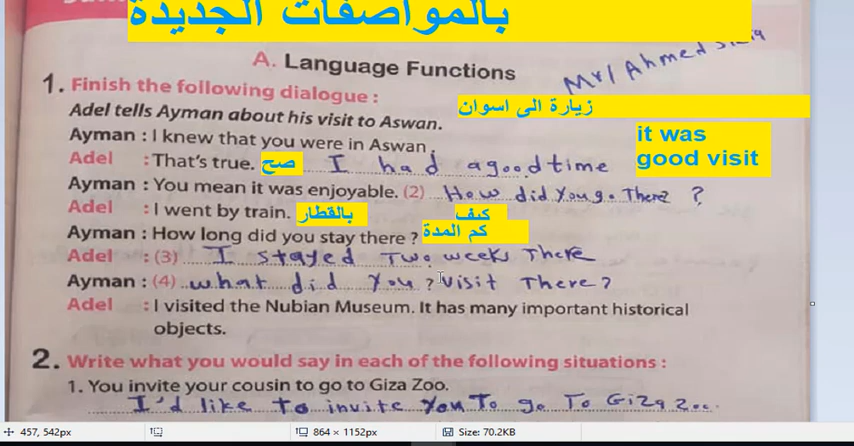 بالمواصفات الجديدة
A. Language Functions
Mr/ Ahmed
1. Finish the following dialogue :
زيارة الى اسوان
Adel tells Ayman about his visit to Aswan.
Ayman : I knew that you were in Aswan.
it was
good visit
Adel : That's true. صح I had a good time
Ayman : You mean it was enjoyable. (2) How did you go There ?
Adel : I went by train. بالقطار كيف
Ayman : How long did you stay there ? كم المدة
Adel : (3) I stayed Two weeks There
Ayman : (4) what did you ? visit There ?
Adel : I visited the Nubian Museum. It has many important historical
objects.
2. Write what you would say in each of the following situations :
1. You invite your cousin to go to Giza Zoo.
I'd like to invite you To go To Giza Zoo
457, 542px 864 × 1152px Size: 70.2KB